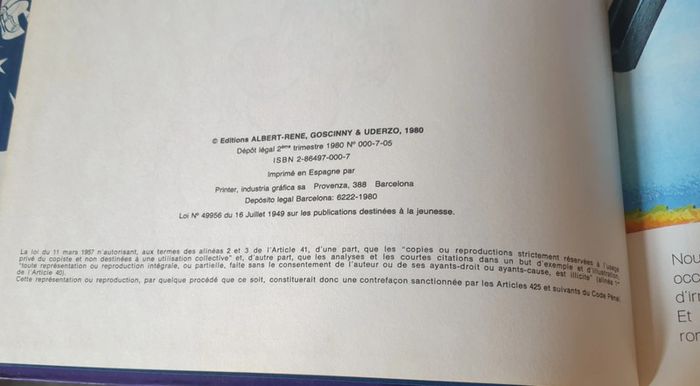 © Editions ALBERT-RENE, GOSCINNY & UDERZO, 1980
Dépôt légal 2ème trimestre 1980 N° 000-7-05
ISBN 2-86497-000-7
Imprimé en Espagne par
Printer, industria gráfica sa Provenza, 388 Barcelona
Depósito legal Barcelona: 6222-1980
Loi N° 49956 du 16 Juillet 1949 sur les publications destinées à la jeunesse.
La loi du 11 mars 1957 n'autorisant, aux termes des alinéas 2 et 3 de l'Article 41, d'une part, que les "copies ou reproductions strictement réservées à l'usage
privé du copiste et non destinées à une utilisation collective" et, d'autre part, que les analyses et les courtes citations dans un but d'exemple et d'illustration,
"toute représentation ou reproduction intégrale, ou partielle, faite sans le consentement de l'auteur ou de ses ayants-droit ou ayants-cause, est illicite" (alinéa 1er
de l'Article 40).
Cette représentation ou reproduction, par quelque procédé que ce soit, constituerait donc une contrefaçon sanctionnée par les Articles 425 et suivants du Code Pénal.
Nou
occ
d'irr
Et
ror